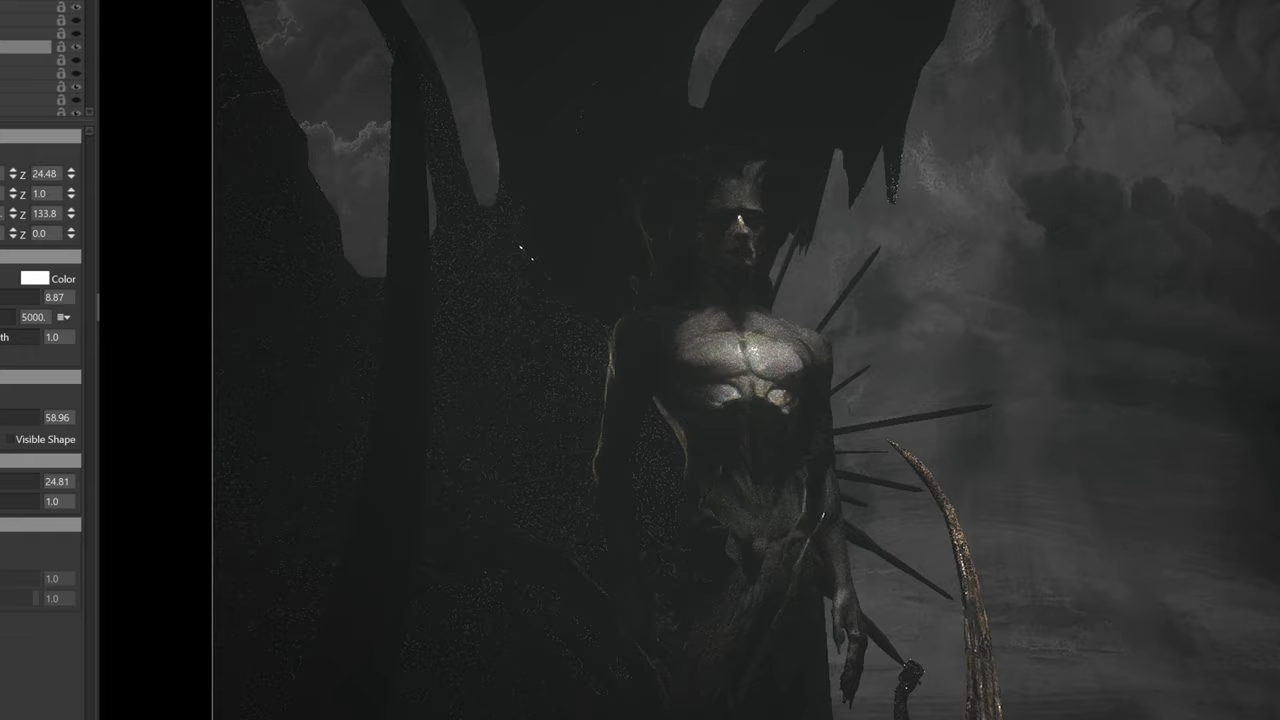 Z 24.48
Z 1.0
Z 133.8
Z 0.0
Color
8.87
5000.
th 1.0
58.96
Visible Shape
24.81
1.0
1.0
1.0